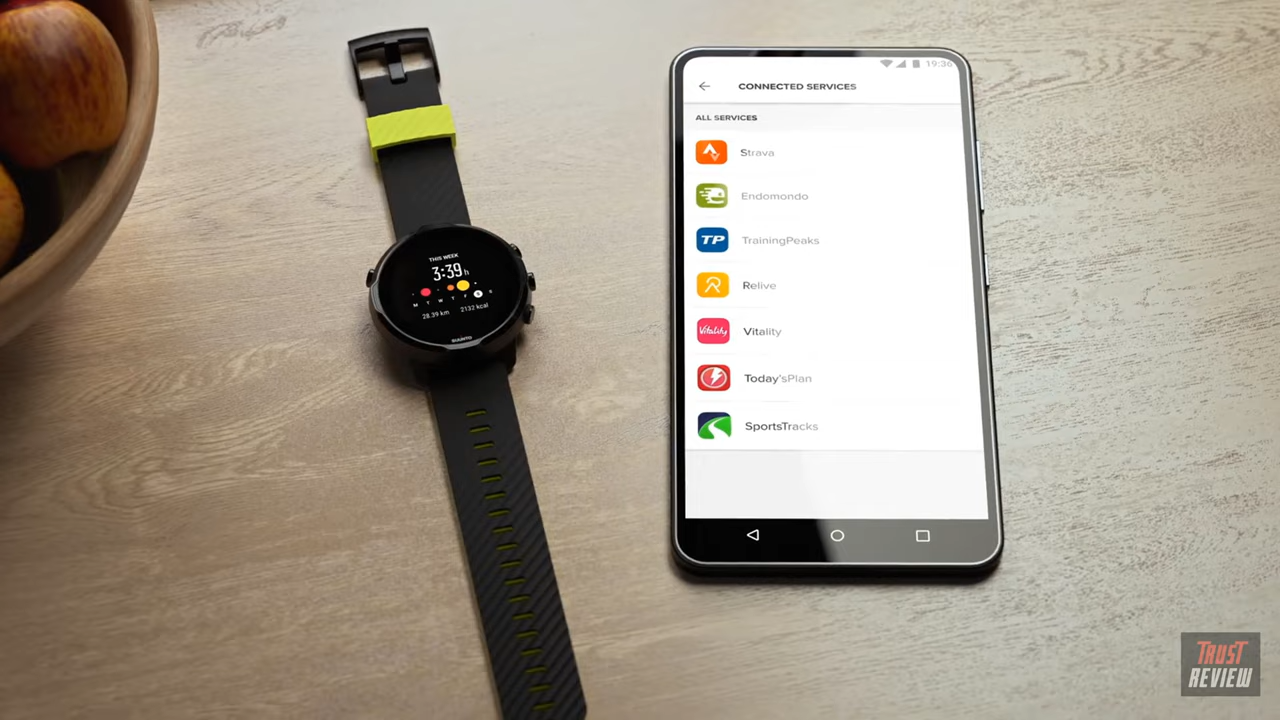 THIS WEEK
3:39 h
M T W T F S S
28.39 km 2132 kcal
SUUNTO
19:36
CONNECTED SERVICES
ALL SERVICES
Strava
Endomondo
TP TrainingPeaks
Relive
Vitality Vitality
Today'sPlan
SportsTracks
TRUST
REVIEW